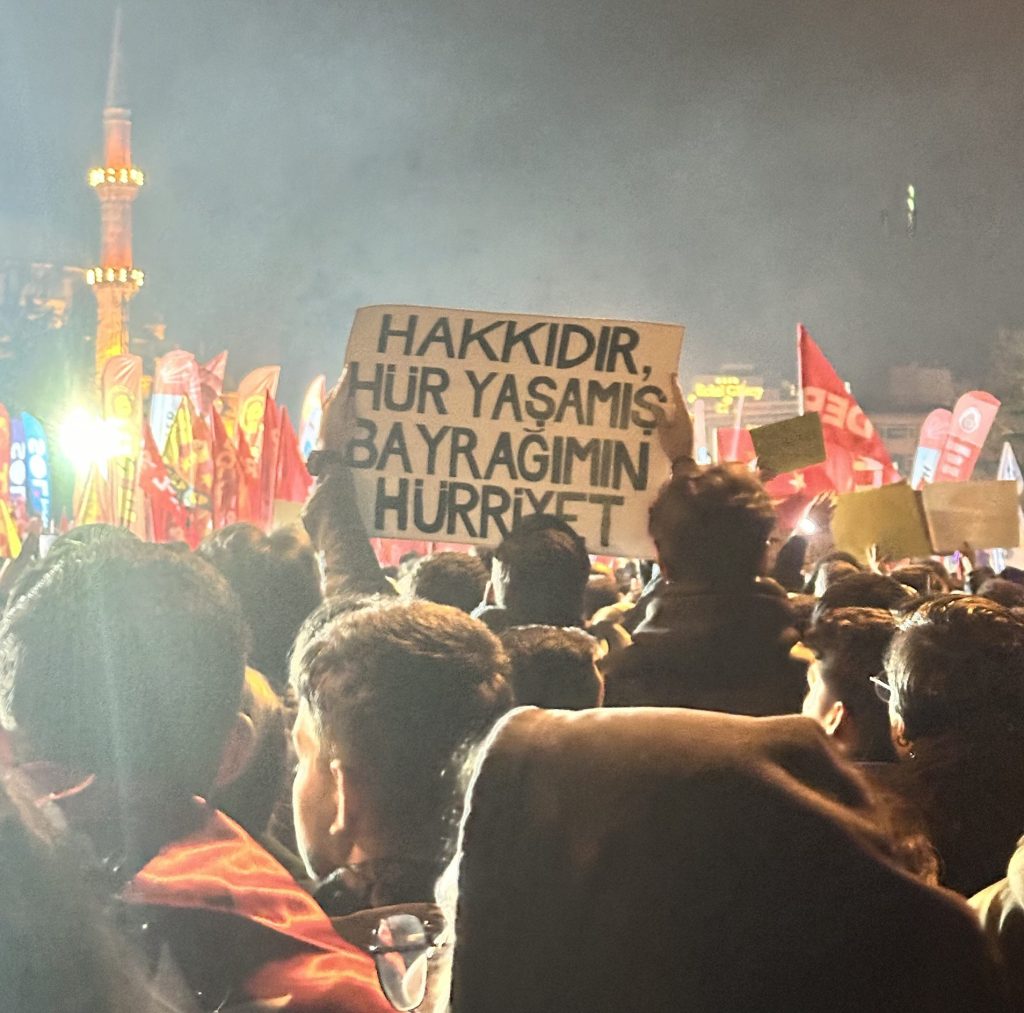 HAKKIDIR,
HÜR YAŞAMIŞ
BAYRAĞIMIN
HÜRRİYET